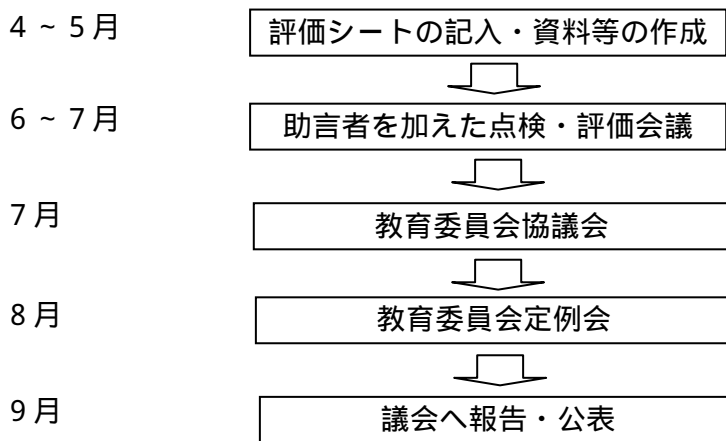 4 ~ 5月 評価シートの記入・資料等の作成
6 ~ 7月 助言者を加えた点検・評価会議
7月 教育委員会協議会
8月 教育委員会定例会
9月 議会へ報告・公表